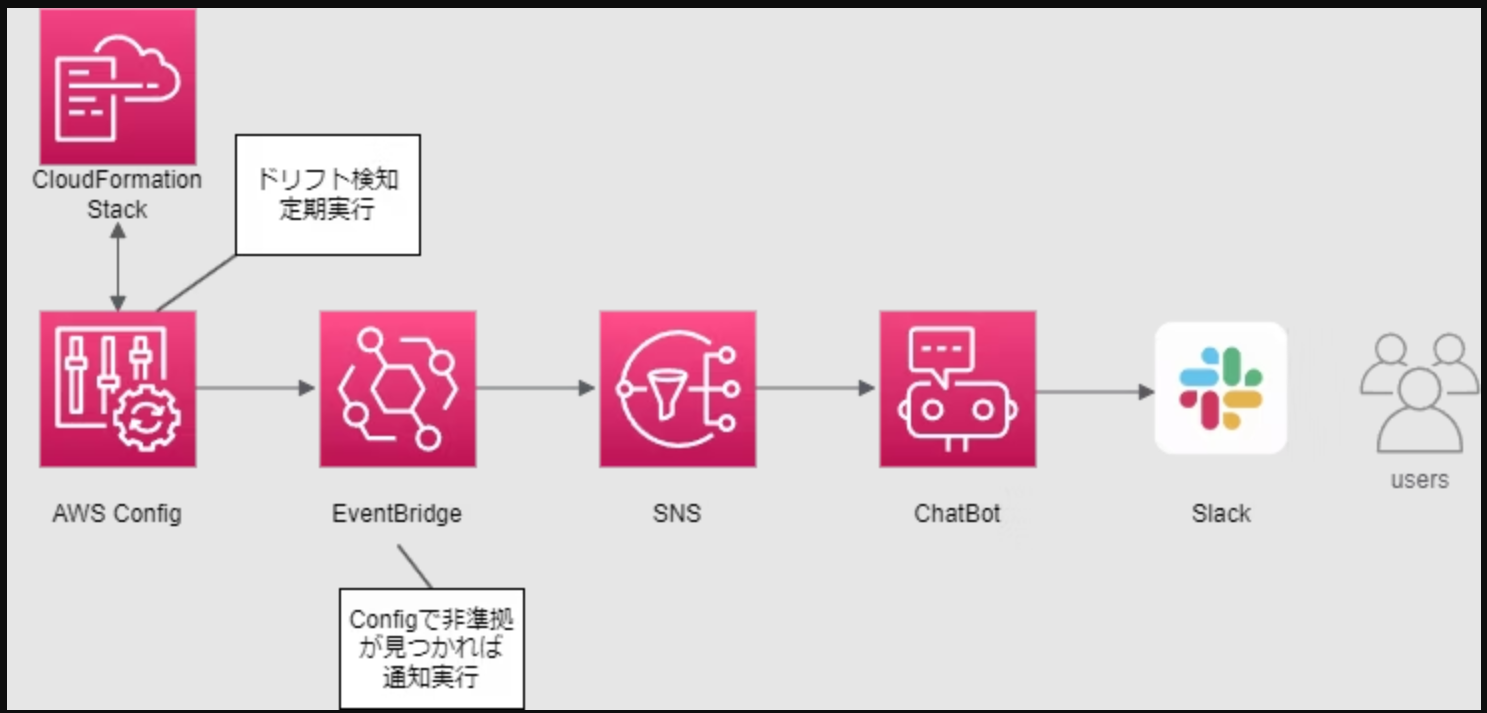 CloudFormation
Stack
ドリフト検知
定期実行
AWS Config
EventBridge
SNS
ChatBot
Slack
users
Configで非準拠
が見つかれば
通知実行